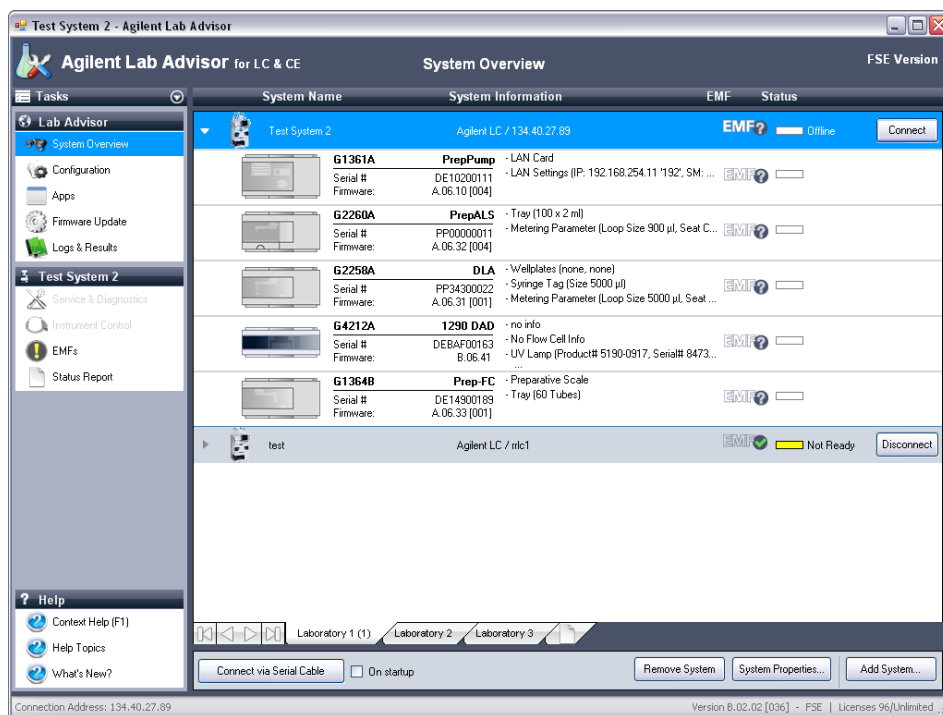 Test System 2 - Agilent Lab Advisor
Agilent Lab Advisor for LC & CE
System Overview
FSE Version
Tasks
System Name
System Information
EMF
Status
Lab Advisor
System Overview
Configuration
Apps
Firmware Update
Logs & Results
Test System 2
Service & Diagnostics
Instrument Control
EMFs
Status Report
Test System 2
Agilent LC / 134.40.27.89
EMF?
Offline
Connect
G1361A PrepPump
Serial # DE10200111
Firmware: A.06.10 [004]
- LAN Card
- LAN Settings (IP: 192.168.254.11 '192', SM: ...
EMF?
G2260A PrepALS
Serial # PP00000011
Firmware: A.06.32 [004]
- Tray (100 x 2 ml)
- Metering Parameter (Loop Size 900 µl, Seat C...
EMF?
G2258A DLA
Serial # PP34300022
Firmware: A.06.31 [001]
- Wellplates (none, none)
- Syringe Tag (Size 5000 µl)
- Metering Parameter (Loop Size 5000 µl, Seat ...
EMF?
G4212A 1290 DAD
Serial # DEBAF00163
Firmware: B.06.41
- no info
- No Flow Cell Info
- UV Lamp (Product# 5190-0917, Serial# 8473...
...
EMF?
G1364B Prep-FC
Serial # DE14900189
Firmware: A.06.33 [001]
- Preparative Scale
- Tray (60 Tubes)
EMF?
test
Agilent LC / rrlc1
EMF
Not Ready
Disconnect
? Help
Context Help (F1)
Help Topics
What's New?
Laboratory 1 (1)
Laboratory 2
Laboratory 3
Connect via Serial Cable
On startup
Remove System
System Properties...
Add System...
Connection Address: 134.40.27.89
Version B.02.02 [036] - FSE | Licenses 96/Unlimited